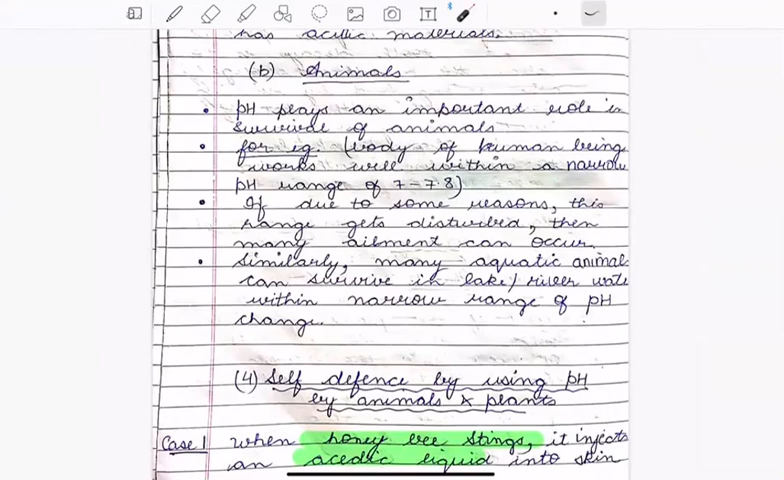 has acidic materials.
(b) Animals
• pH plays an important role in
survival of animals
• for eg. (body of human being
works well within a narrow
pH range of 7-7.8)
• If due to some reasons, this
range gets disturbed, then
many ailment can occur.
• Similarly, many aquatic animal
can survive in lake/river wate
within narrow range of pH
change.
(4) Self defence by using pH
by animals & plants
Case 1 when honey bee stings, it injects
an acedic liquid into skin